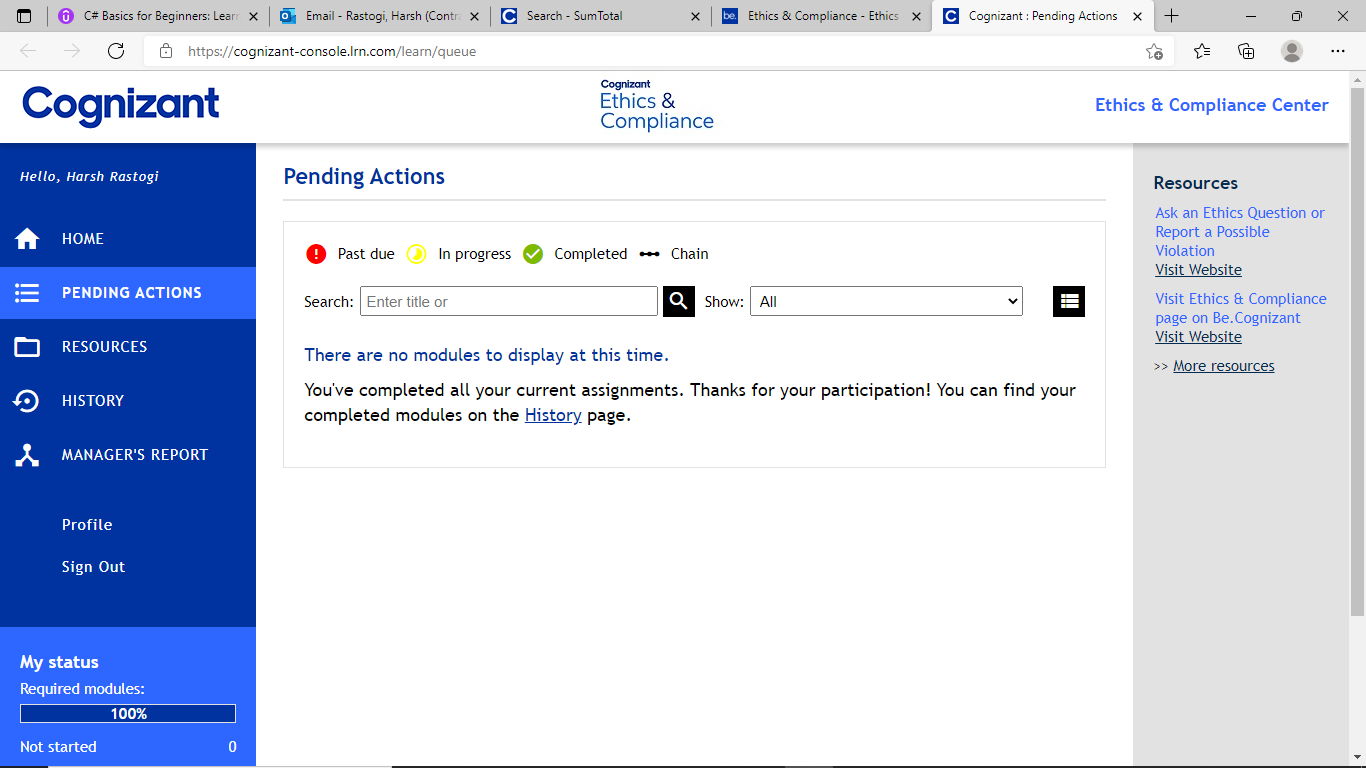 C# Basics for Beginners: Learn
Email - Rastogi, Harsh (Contra
Search - SumTotal
be. Ethics & Compliance - Ethics
Cognizant : Pending Actions
https://cognizant-console.lrn.com/learn/queue
Cognizant
Cognizant
Ethics &
Compliance
Ethics & Compliance Center
Hello, Harsh Rastogi
HOME
PENDING ACTIONS
RESOURCES
HISTORY
MANAGER'S REPORT
Profile
Sign Out
My status
Required modules:
100%
Not started 0
Pending Actions
Past due In progress Completed Chain
Search: Enter title or Show: All
There are no modules to display at this time.
You've completed all your current assignments. Thanks for your participation! You can find your
completed modules on the History page.
Resources
Ask an Ethics Question or
Report a Possible
Violation
Visit Website
Visit Ethics & Compliance
page on Be.Cognizant
Visit Website
>> More resources